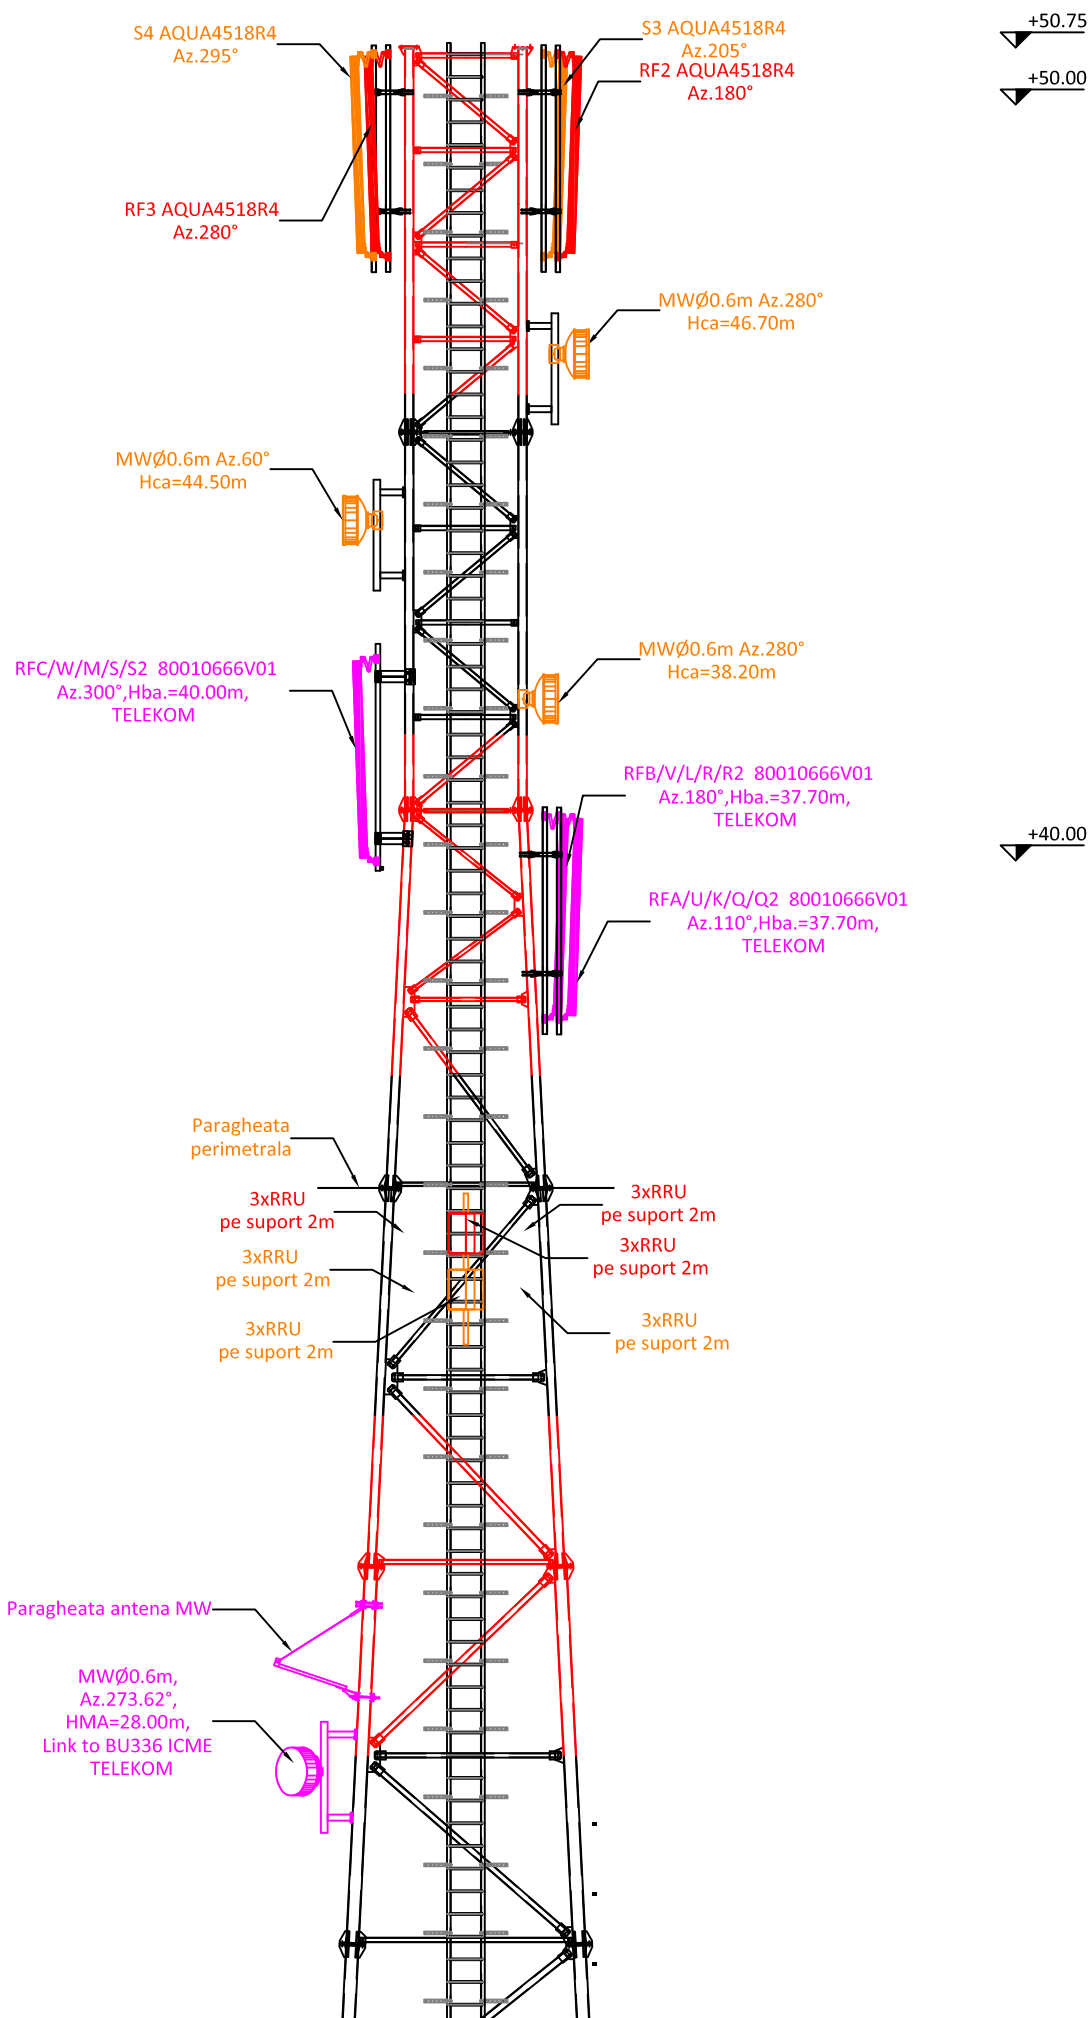 S4 AQUA4518R4
Az.295°
S3 AQUA4518R4
Az.205°
RF2 AQUA4518R4
Az.180°
+50.75
+50.00
RF3 AQUA4518R4
Az.280°
MWØ0.6m Az.280°
Hca=46.70m
MWØ0.6m Az.60°
Hca=44.50m
RFC/W/M/S/S2 80010666V01
Az.300°,Hba.=40.00m,
TELEKOM
MWØ0.6m Az.280°
Hca=38.20m
RFB/V/L/R/R2 80010666V01
Az.180°,Hba.=37.70m,
TELEKOM
+40.00
RFA/U/K/Q/Q2 80010666V01
Az.110°,Hba.=37.70m,
TELEKOM
Paragheata
perimetrala
3xRRU
pe suport 2m
3xRRU
pe suport 2m
3xRRU
pe suport 2m
3xRRU
pe suport 2m
3xRRU
pe suport 2m
3xRRU
pe suport 2m
Paragheata antena MW
MWØ0.6m,
Az.273.62°,
HMA=28.00m,
Link to BU336 ICME
TELEKOM